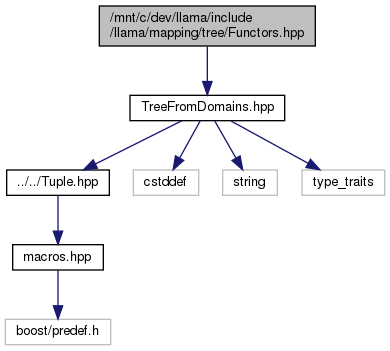 /mnt/c/dev/llama/include
/llama/mapping/tree/Functors.hpp
TreeFromDomains.hpp
../../Tuple.hpp
cstddef
string
type_traits
macros.hpp
boost/predef.h